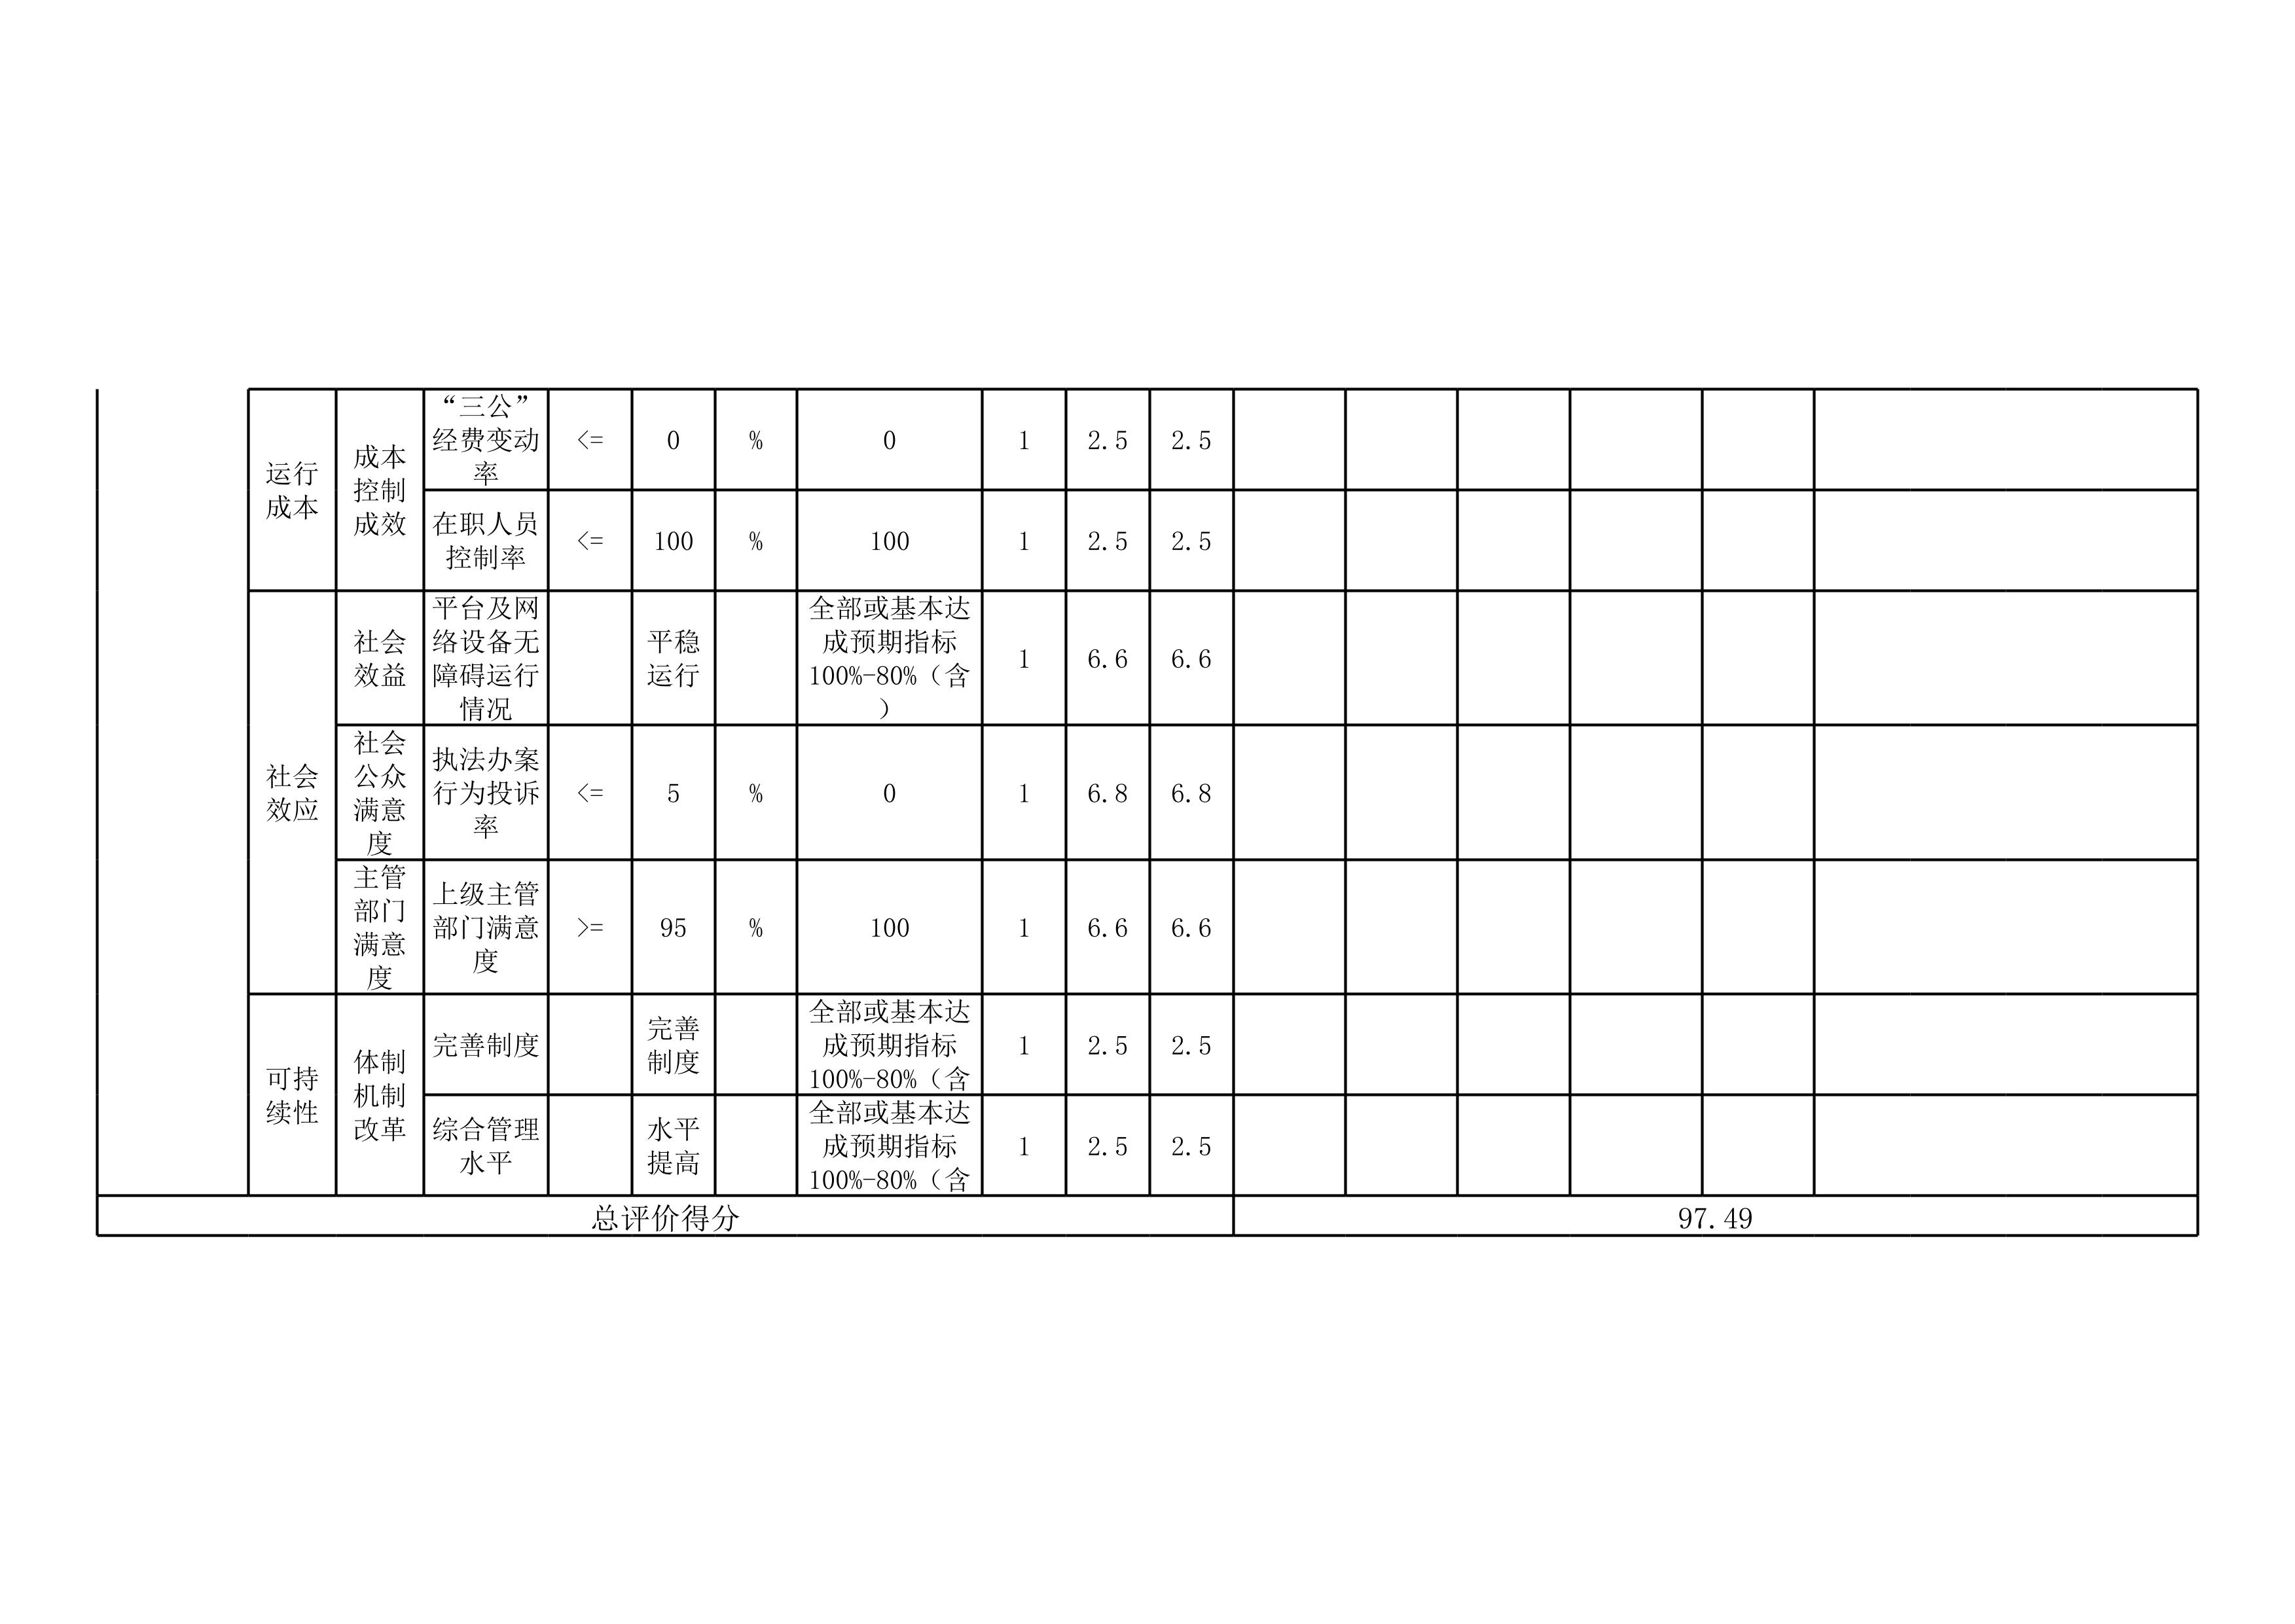 运行
成本
成本
控制
成效
“三公”
经费变动
率
<=
0
%
0
1
2.5
2.5
在职人员
控制率
<=
100
%
100
1
2.5
2.5
社会
效应
社会
效益
平台及网
络设备无
障碍运行
情况
平稳
运行
全部或基本达
成预期指标
100%-80%（含
）
1
6.6
6.6
社会
公众
满意
度
执法办案
行为投诉
率
<=
5
%
0
1
6.8
6.8
主管
部门
满意
度
上级主管
部门满意
度
>=
95
%
100
1
6.6
6.6
可持
续性
体制
机制
改革
完善制度
完善
制度
全部或基本达
成预期指标
100%-80%（含
1
2.5
2.5
综合管理
水平
水平
提高
全部或基本达
成预期指标
100%-80%（含
1
2.5
2.5
总评价得分
97.49